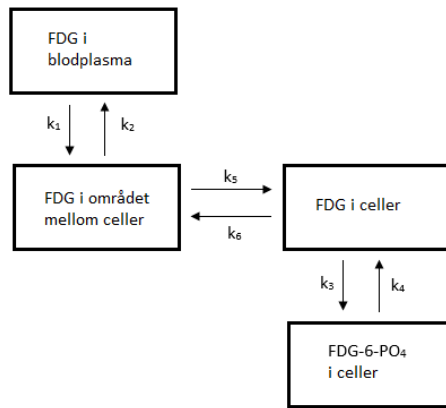 FDG i
blodplasma
k₁
k₂
FDG i området
mellom celler
k₅
k₆
FDG i celler
k₃
k₄
FDG-6-PO₄
i celler